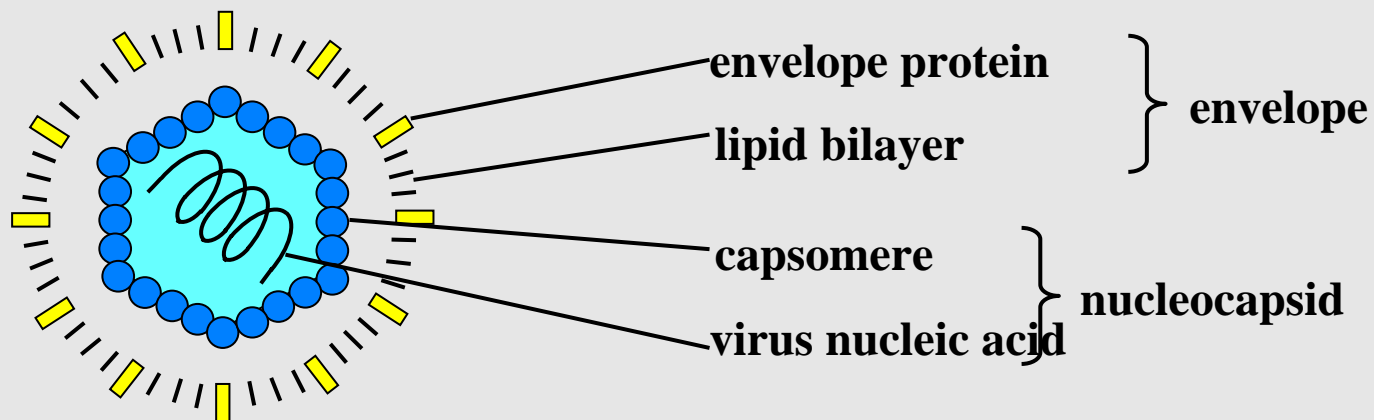 envelope protein
envelope
lipid bilayer
capsomere
nucleocapsid
virus nucleic acid